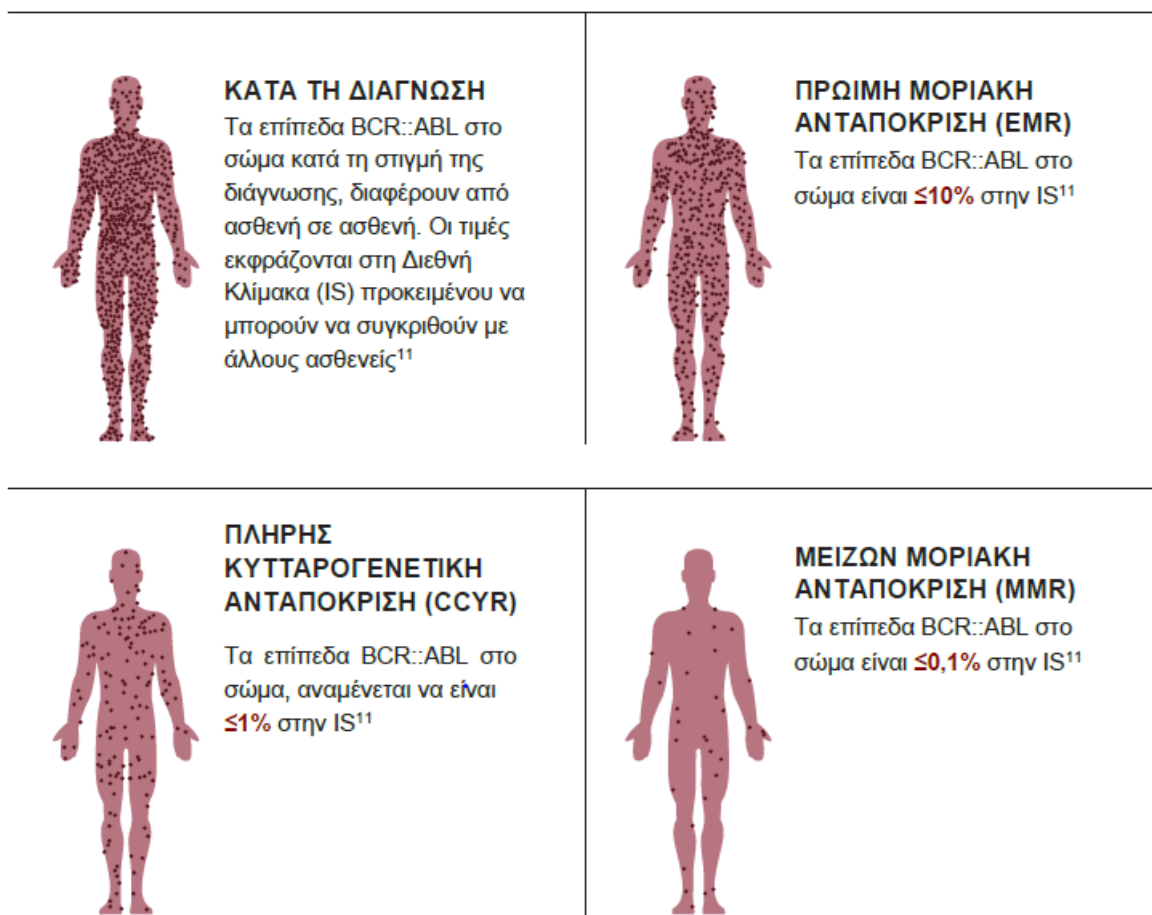 ΚΑΤΑ ΤΗ ΔΙΑΓΝΩΣΗ
Τα επίπεδα BCR::ABL στο
σώμα κατά τη στιγμή της
διάγνωσης, διαφέρουν από
ασθενή σε ασθενή. Οι τιμές
εκφράζονται στη Διεθνή
Κλίμακα (IS) προκειμένου να
μπορούν να συγκριθούν με
άλλους ασθενείς¹¹
ΠΡΩΙΜΗ ΜΟΡΙΑΚΗ
ΑΝΤΑΠΟΚΡΙΣΗ (EMR)
Τα επίπεδα BCR::ABL στο
σώμα είναι ≤10% στην IS¹¹
ΠΛΗΡΗΣ
ΚΥΤΤΑΡΟΓΕΝΕΤΙΚΗ
ΑΝΤΑΠΟΚΡΙΣΗ (CCYR)
Τα επίπεδα BCR::ABL στο
σώμα, αναμένεται να είναι
≤1% στην IS¹¹
ΜΕΙΖΩΝ ΜΟΡΙΑΚΗ
ΑΝΤΑΠΟΚΡΙΣΗ (MMR)
Τα επίπεδα BCR::ABL στο
σώμα είναι ≤0,1% στην IS¹¹